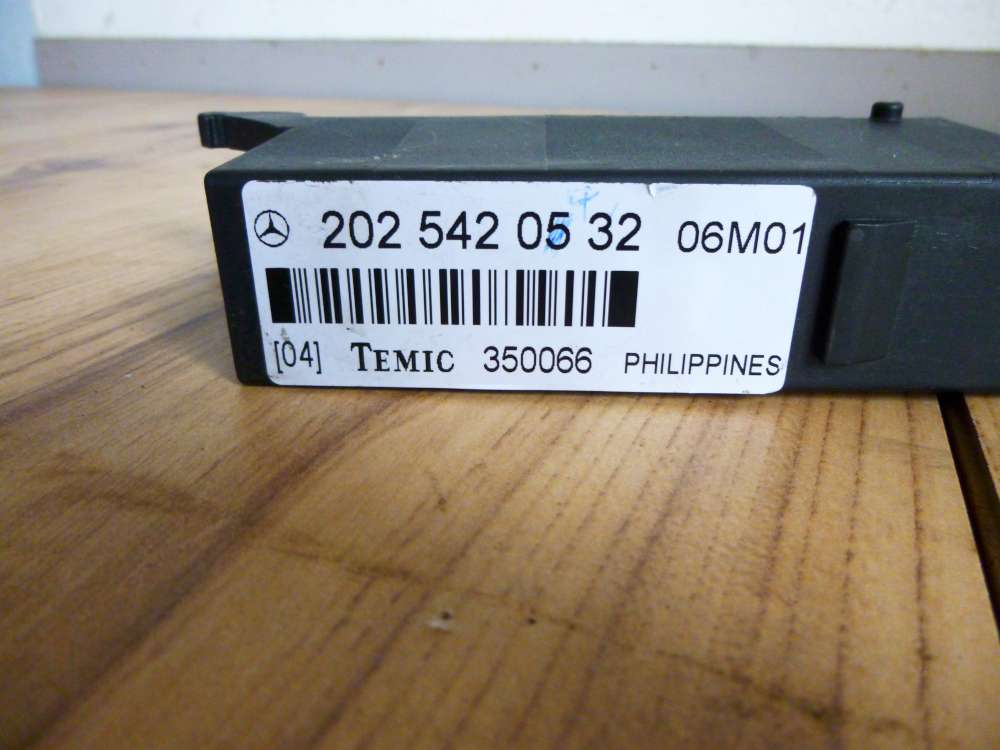 202 542 05 32 06M01
[04] TEMIC 350066 PHILIPPINES